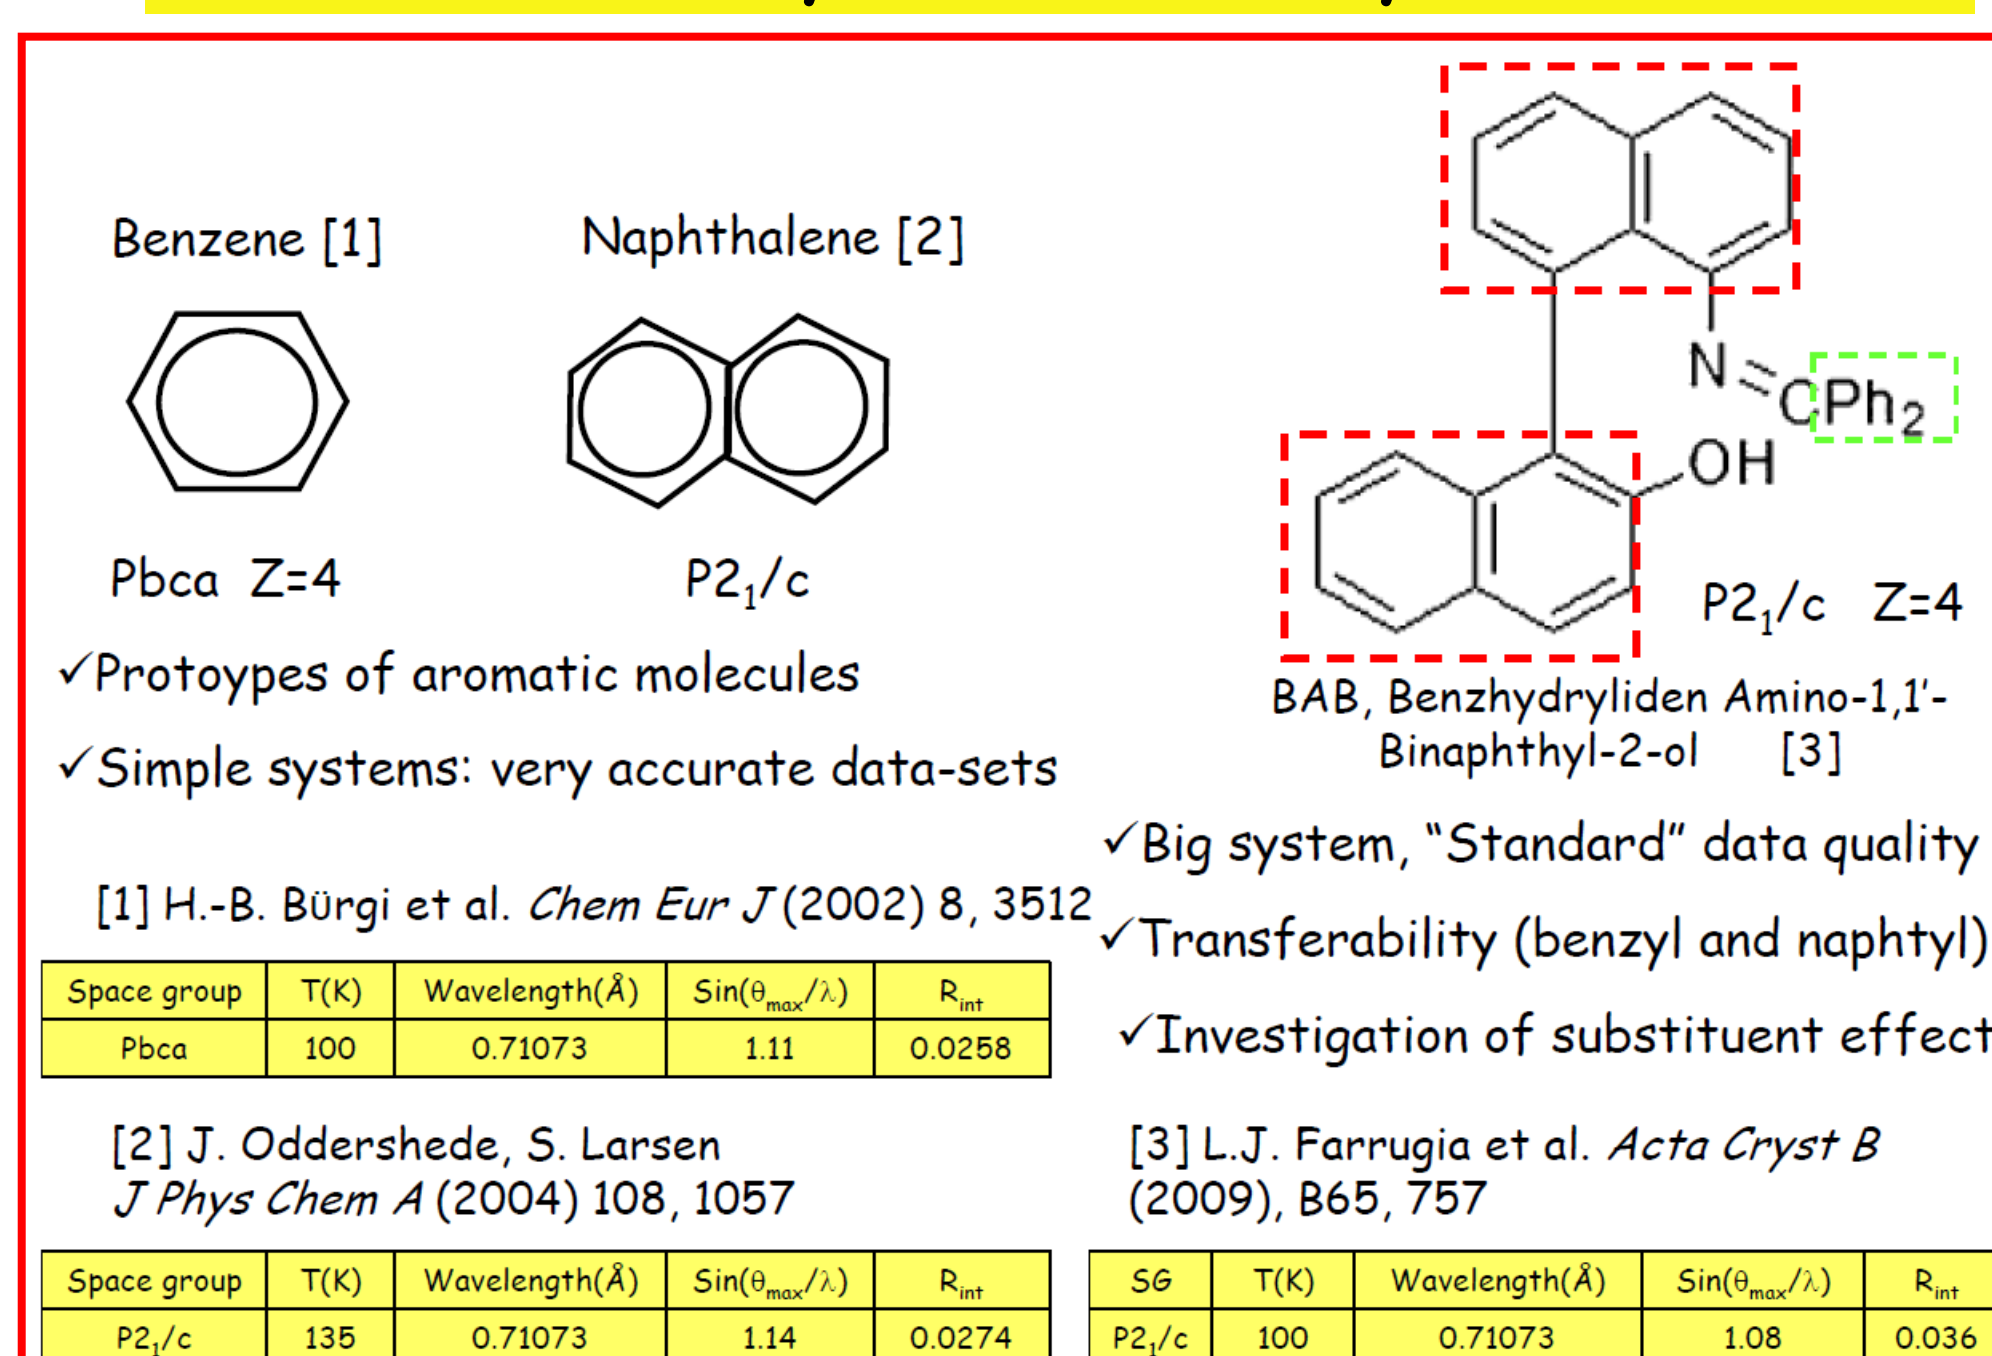 Benzene [1]
Naphthalene [2]
Pbca Z=4
P2₁/c
✓Protoypes of aromatic molecules
✓Simple systems: very accurate data-sets
[1] H.-B. Bürgi et al. Chem Eur J (2002) 8, 3512
Space group T(K) Wavelength(Å) Sin(θmax/λ) Rint
Pbca 100 0.71073 1.11 0.0258
[2] J. Oddershede, S. Larsen
J Phys Chem A (2004) 108, 1057
Space group T(K) Wavelength(Å) Sin(θmax/λ) Rint
P2₁/c 135 0.71073 1.14 0.0274
N
CPh₂
OH
P2₁/c Z=4
BAB, Benzhydryliden Amino-1,1'-
Binaphthyl-2-ol [3]
✓Big system, “Standard” data quality
✓Transferability (benzyl and naphtyl)
✓Investigation of substituent effect
[3] L.J. Farrugia et al. Acta Cryst B
(2009), B65, 757
SG T(K) Wavelength(Å) Sin(θmax/λ) Rint
P2₁/c 100 0.71073 1.08 0.036